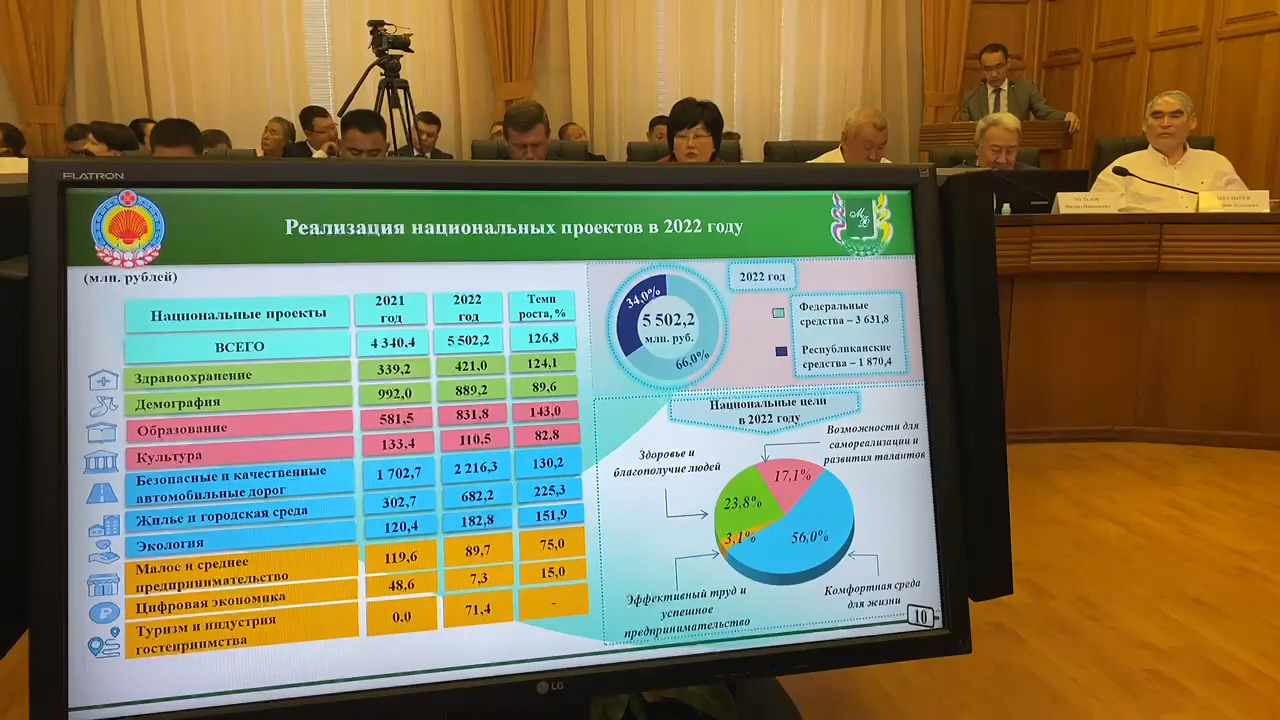 FLATRON
Реализация национальных проектов в 2022 году
(млн. рублей)
Национальные проекты
2021
год
2022
год
Темп
роста, %
ВСЕГО
4 340,4
5 502,2
126,8
Здравоохранение
339,2
421,0
124,1
Демография
992,0
889,2
89,6
Образование
581,5
831,8
143,0
Культура
133,4
110,5
82,8
Безопасные и качественные
автомобильные дорог
1 702,7
2 216,3
130,2
Жилье и городская среда
302,7
682,2
225,3
Экология
120,4
182,8
151,9
Малое и среднее
предпринимательство
119,6
89,7
75,0
Цифровая экономика
48,6
7,3
15,0
Туризм и индустрия
гостеприимства
0,0
71,4
-
34,0%
5 502,2
млн. руб.
66,0%
2022 год
Федеральные
средства – 3 631,8
Республиканские
средства – 1 870,4
Национальные цели
в 2022 году
Здоровье и
благополучие людей
Возможности для
самореализации и
развития талантов
17,1%
23,8%
3,1%
56,0%
Эффективный труд и
успешное
предпринимательство
Комфортная среда
для жизни
10
LG